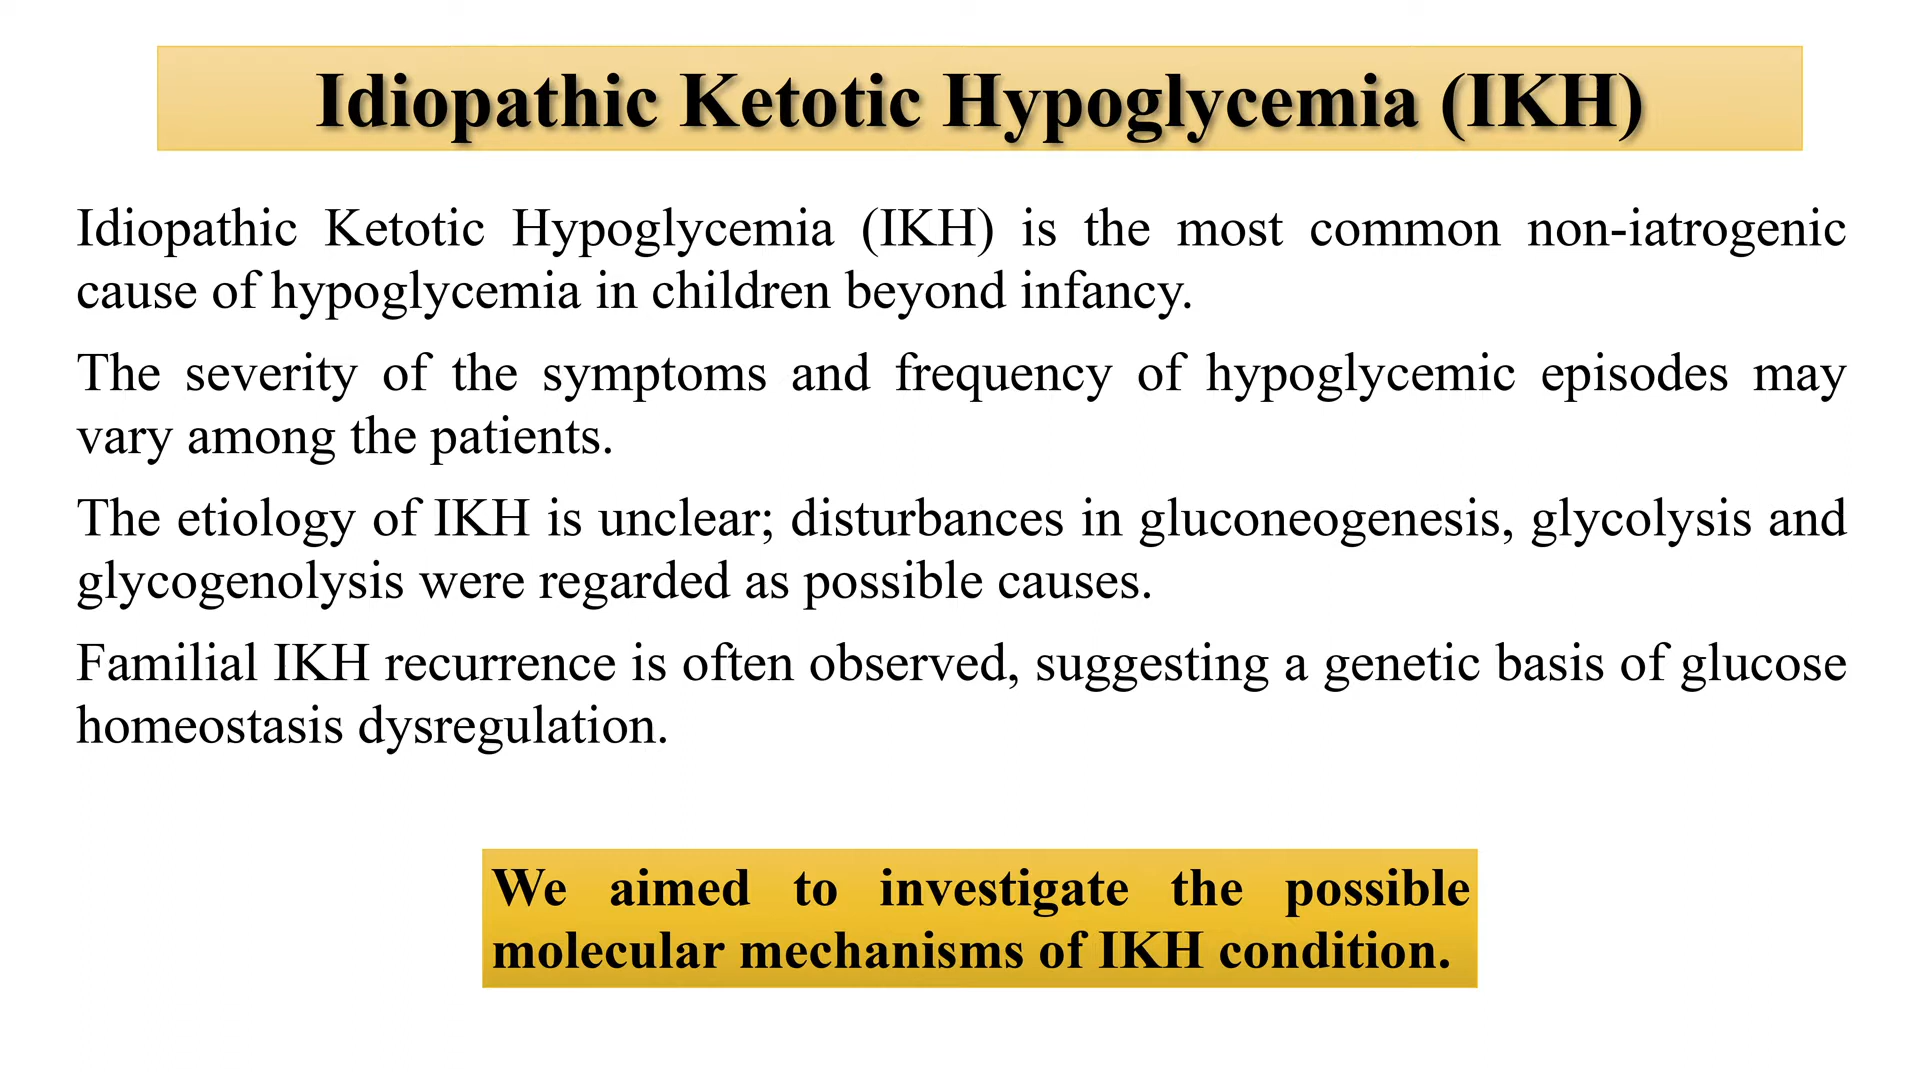 Idiopathic Ketotic Hypoglycemia (IKH)
Idiopathic Ketotic Hypoglycemia (IKH) is the most common non-iatrogenic
cause of hypoglycemia in children beyond infancy.
The severity of the symptoms and frequency of hypoglycemic episodes may
vary among the patients.
The etiology of IKH is unclear; disturbances in gluconeogenesis, glycolysis and
glycogenolysis were regarded as possible causes.
Familial IKH recurrence is often observed, suggesting a genetic basis of glucose
homeostasis dysregulation.
We aimed to investigate the possible
molecular mechanisms of IKH condition.